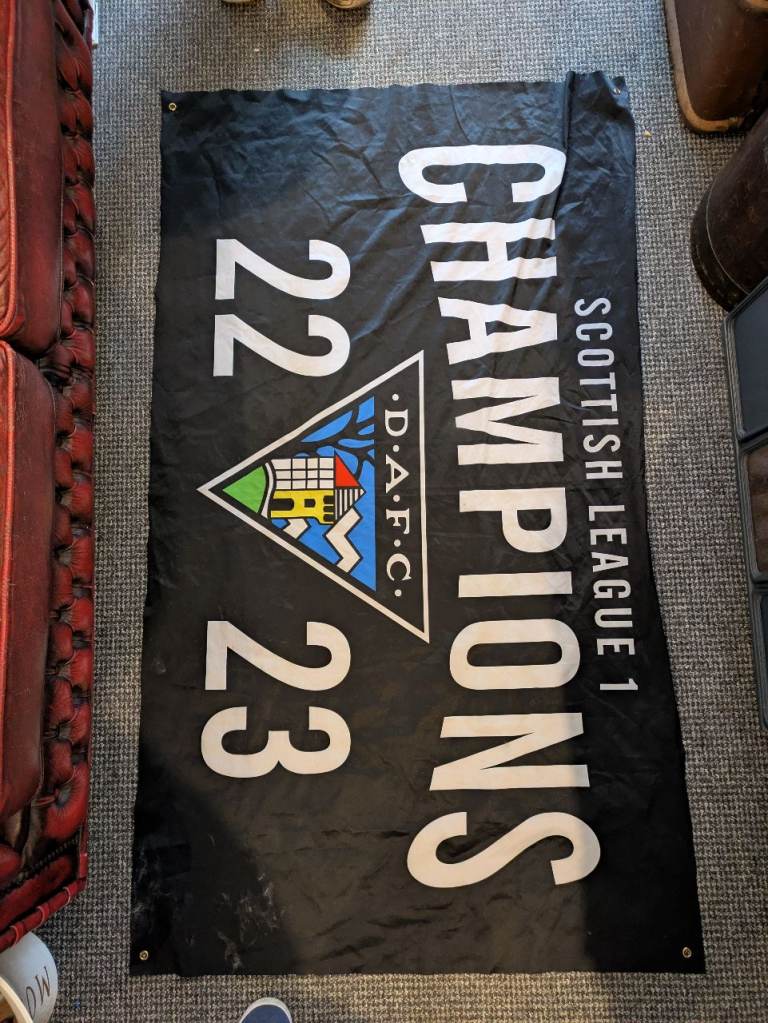 SCOTTISH LEAGUE 1
CHAMPIONS
22 23
·D·A·F·C·